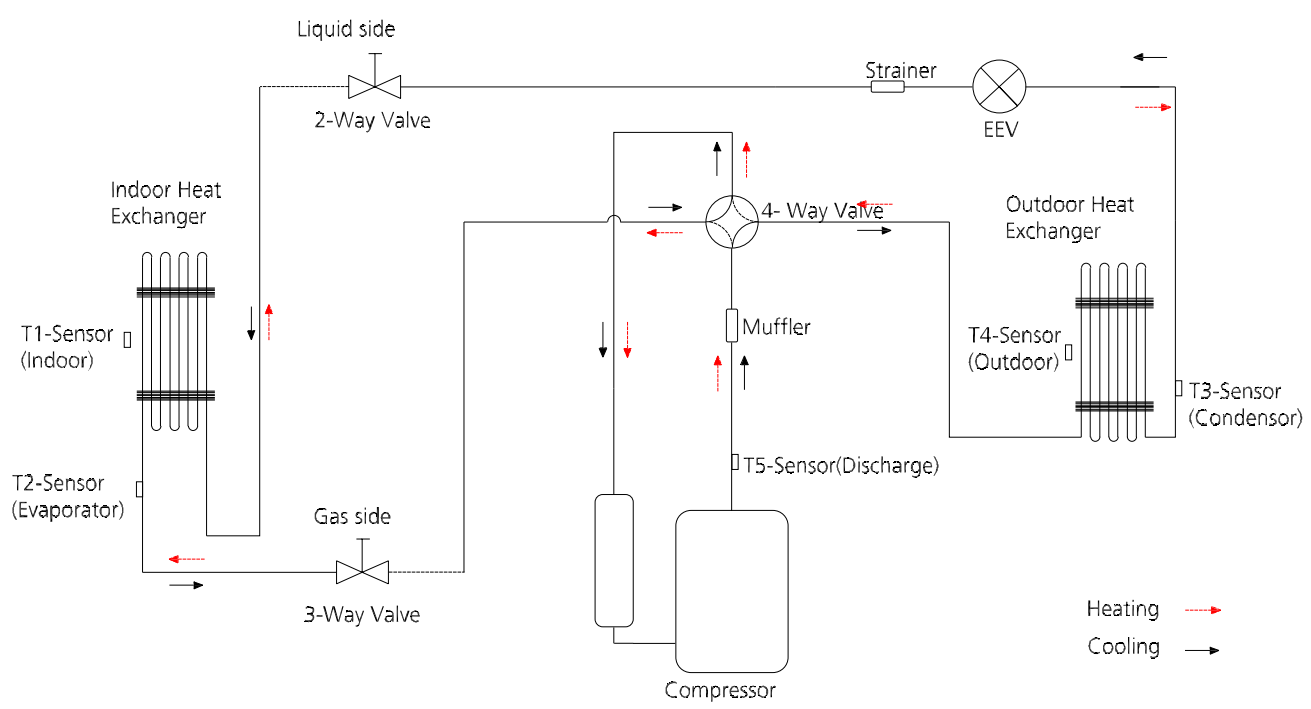 Liquid side
2-Way Valve
Strainer
EEV
Indoor Heat
Exchanger
4- Way Valve
Outdoor Heat
Exchanger
T1-Sensor
(Indoor)
Muffler
T4-Sensor
(Outdoor)
T3-Sensor
(Condensor)
T5-Sensor(Discharge)
T2-Sensor
(Evaporator)
Gas side
3-Way Valve
Compressor
Heating
Cooling